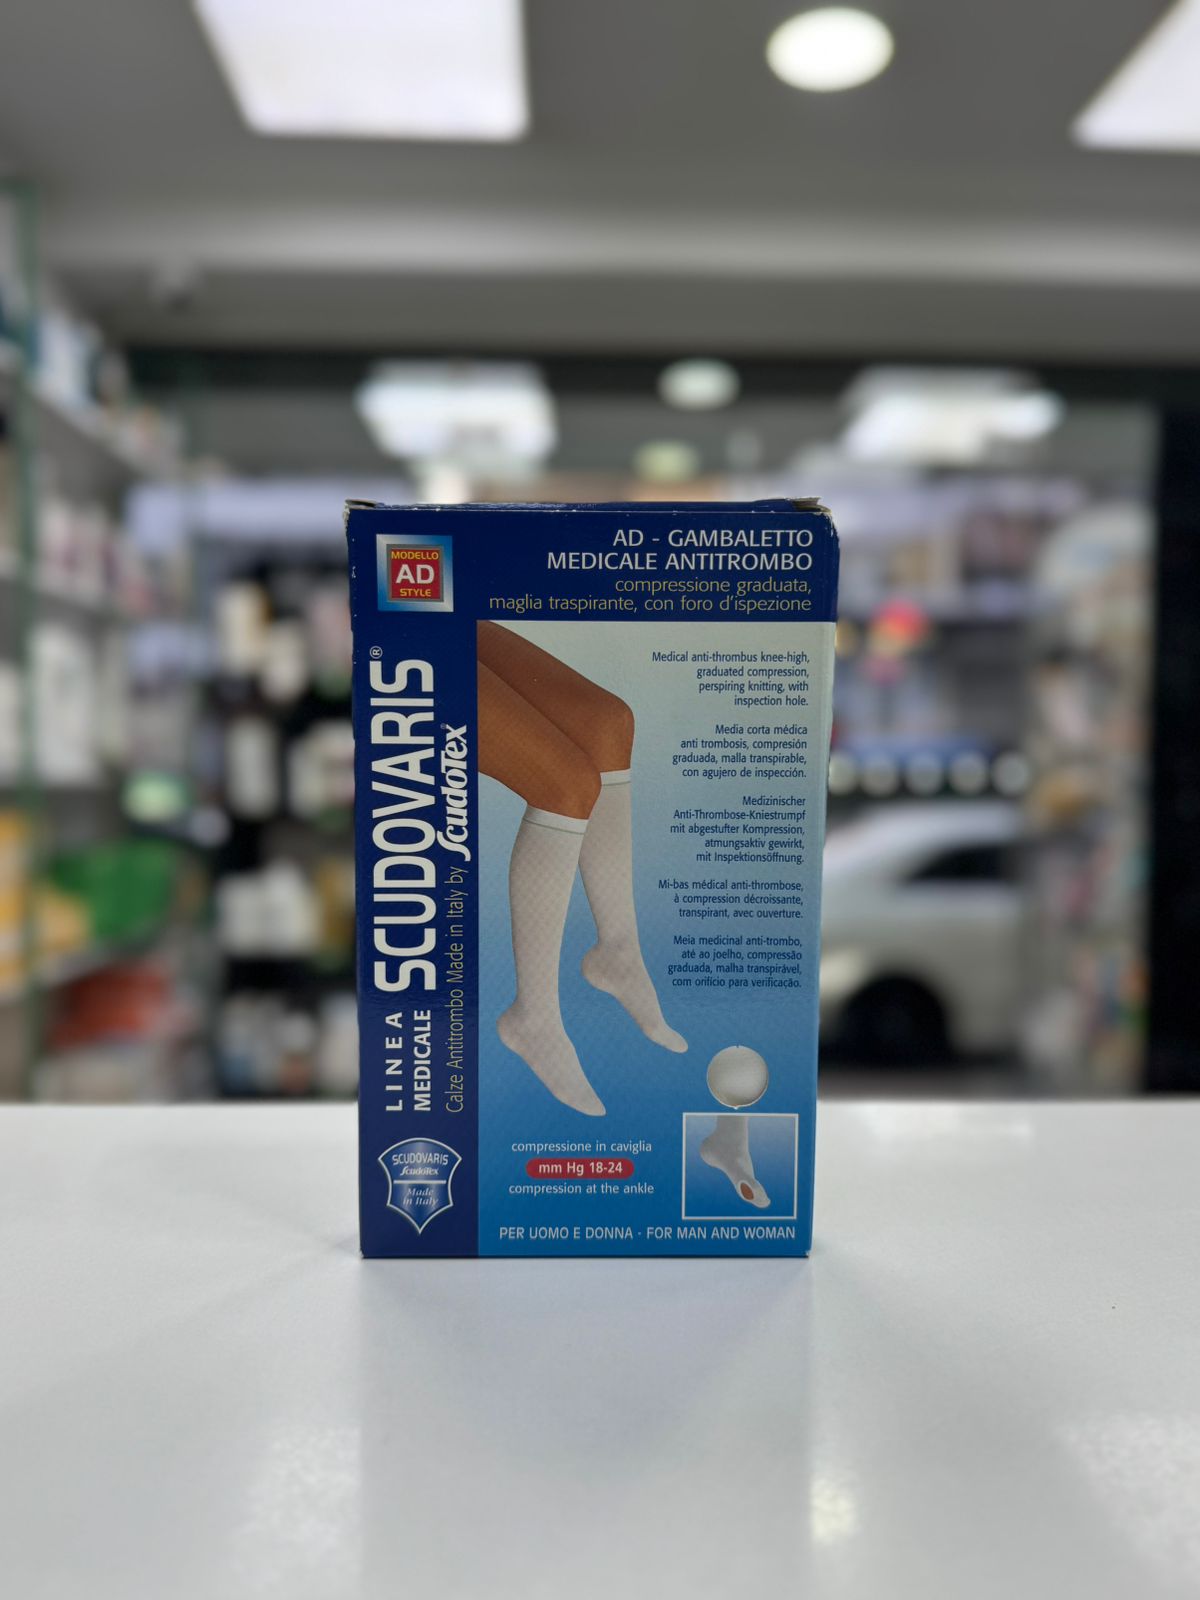 MODELLO
AD
STYLE
AD - GAMBALETTO
MEDICALE ANTITROMBO
compressione graduata,
maglia traspirante, con foro d'ispezione
LINEA
MEDICALE
SCUDOVARIS®
Calze Antitrombo Made in Italy by ScudoTex®
Medical anti-thrombus knee-high,
graduated compression,
perspiring knitting, with
inspection hole.
Media corta médica
anti trombosis, compresión
graduada, malla transpirable,
con agujero de inspección.
Medizinischer
Anti-Thrombose-Kniestrumpf
mit abgestufter Kompression,
atmungsaktiv gewirkt,
mit Inspektionsöffnung.
Mi-bas médical anti-thrombose,
à compression décroissante,
transpirant, avec ouverture.
Meia medicinal anti-trombo,
até ao joelho, compressão
graduada, malha transpirável,
com orifício para verificação.
SCUDOVARIS
ScudoTex
Made
in Italy
compressione in caviglia
mm Hg 18-24
compression at the ankle
PER UOMO E DONNA - FOR MAN AND WOMAN